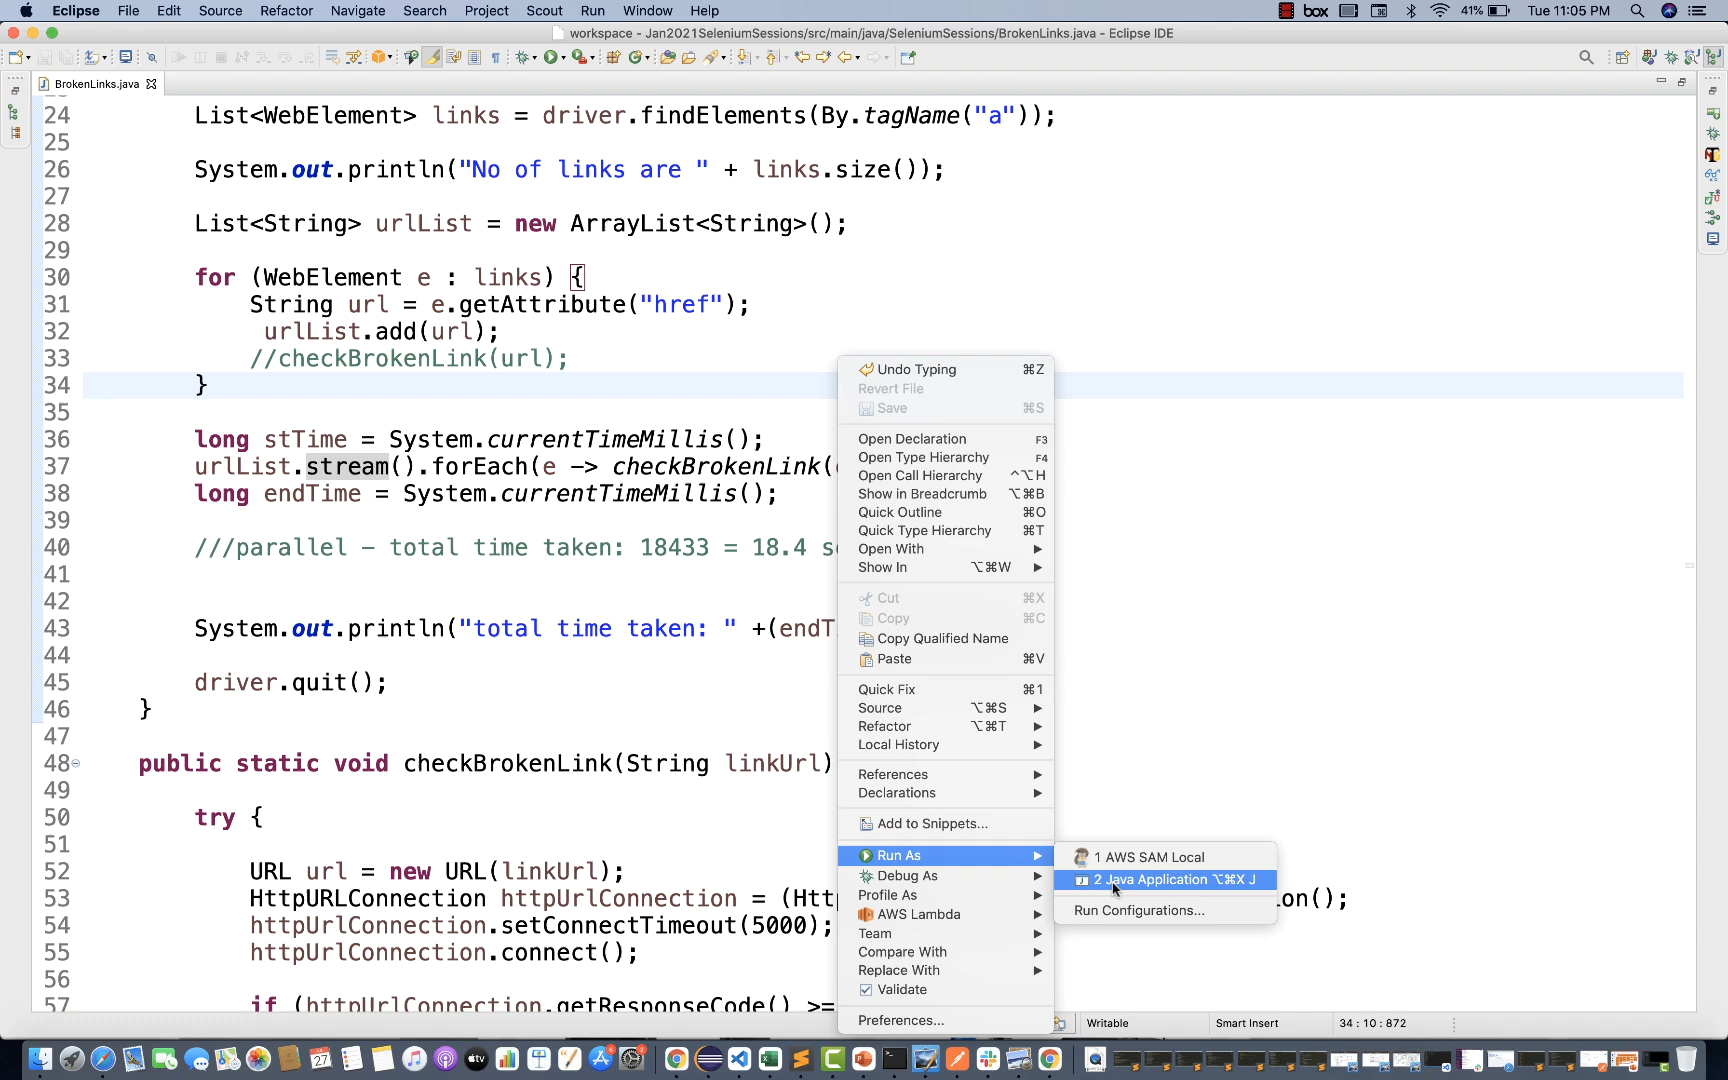 Eclipse File Edit Source Refactor Navigate Search Project Scout Run Window Help box 41% Tue 11:05 PM
workspace - Jan2021SeleniumSessions/src/main/java/SeleniumSessions/BrokenLinks.java - Eclipse IDE
BrokenLinks.java
24 List<WebElement> links = driver.findElements(By.tagName("a"));
25
26 System.out.println("No of links are " + links.size());
27
28 List<String> urlList = new ArrayList<String>();
29
30 for (WebElement e : links) {
31 String url = e.getAttribute("href");
32 urlList.add(url);
33 //checkBrokenLink(url);
34 }
35
36 long stTime = System.currentTimeMillis();
37 urlList.stream().forEach(e -> checkBrokenLink(
38 long endTime = System.currentTimeMillis();
39
40 ///parallel – total time taken: 18433 = 18.4 s
41
42
43 System.out.println("total time taken: " +(endT
44
45 driver.quit();
46 }
47
48 public static void checkBrokenLink(String linkUrl)
49
50 try {
51
52 URL url = new URL(linkUrl);
53 HttpURLConnection httpUrlConnection = (Htt on();
54 httpUrlConnection.setConnectTimeout(5000);
55 httpUrlConnection.connect();
56
57 if (httpUrlConnection.getResponseCode() >=
Undo Typing ⌘Z
Revert File
Save ⌘S
Open Declaration F3
Open Type Hierarchy F4
Open Call Hierarchy ^⌥H
Show in Breadcrumb ⌥⌘B
Quick Outline ⌘O
Quick Type Hierarchy ⌘T
Open With
Show In ⌥⌘W
Cut ⌘X
Copy ⌘C
Copy Qualified Name
Paste ⌘V
Quick Fix ⌘1
Source ⌥⌘S
Refactor ⌥⌘T
Local History
References
Declarations
Add to Snippets...
Run As
Debug As
Profile As
AWS Lambda
Team
Compare With
Replace With
Validate
Preferences...
1 AWS SAM Local
2 Java Application ⌥⌘X J
Run Configurations...
Writable Smart Insert 34 : 10 : 872